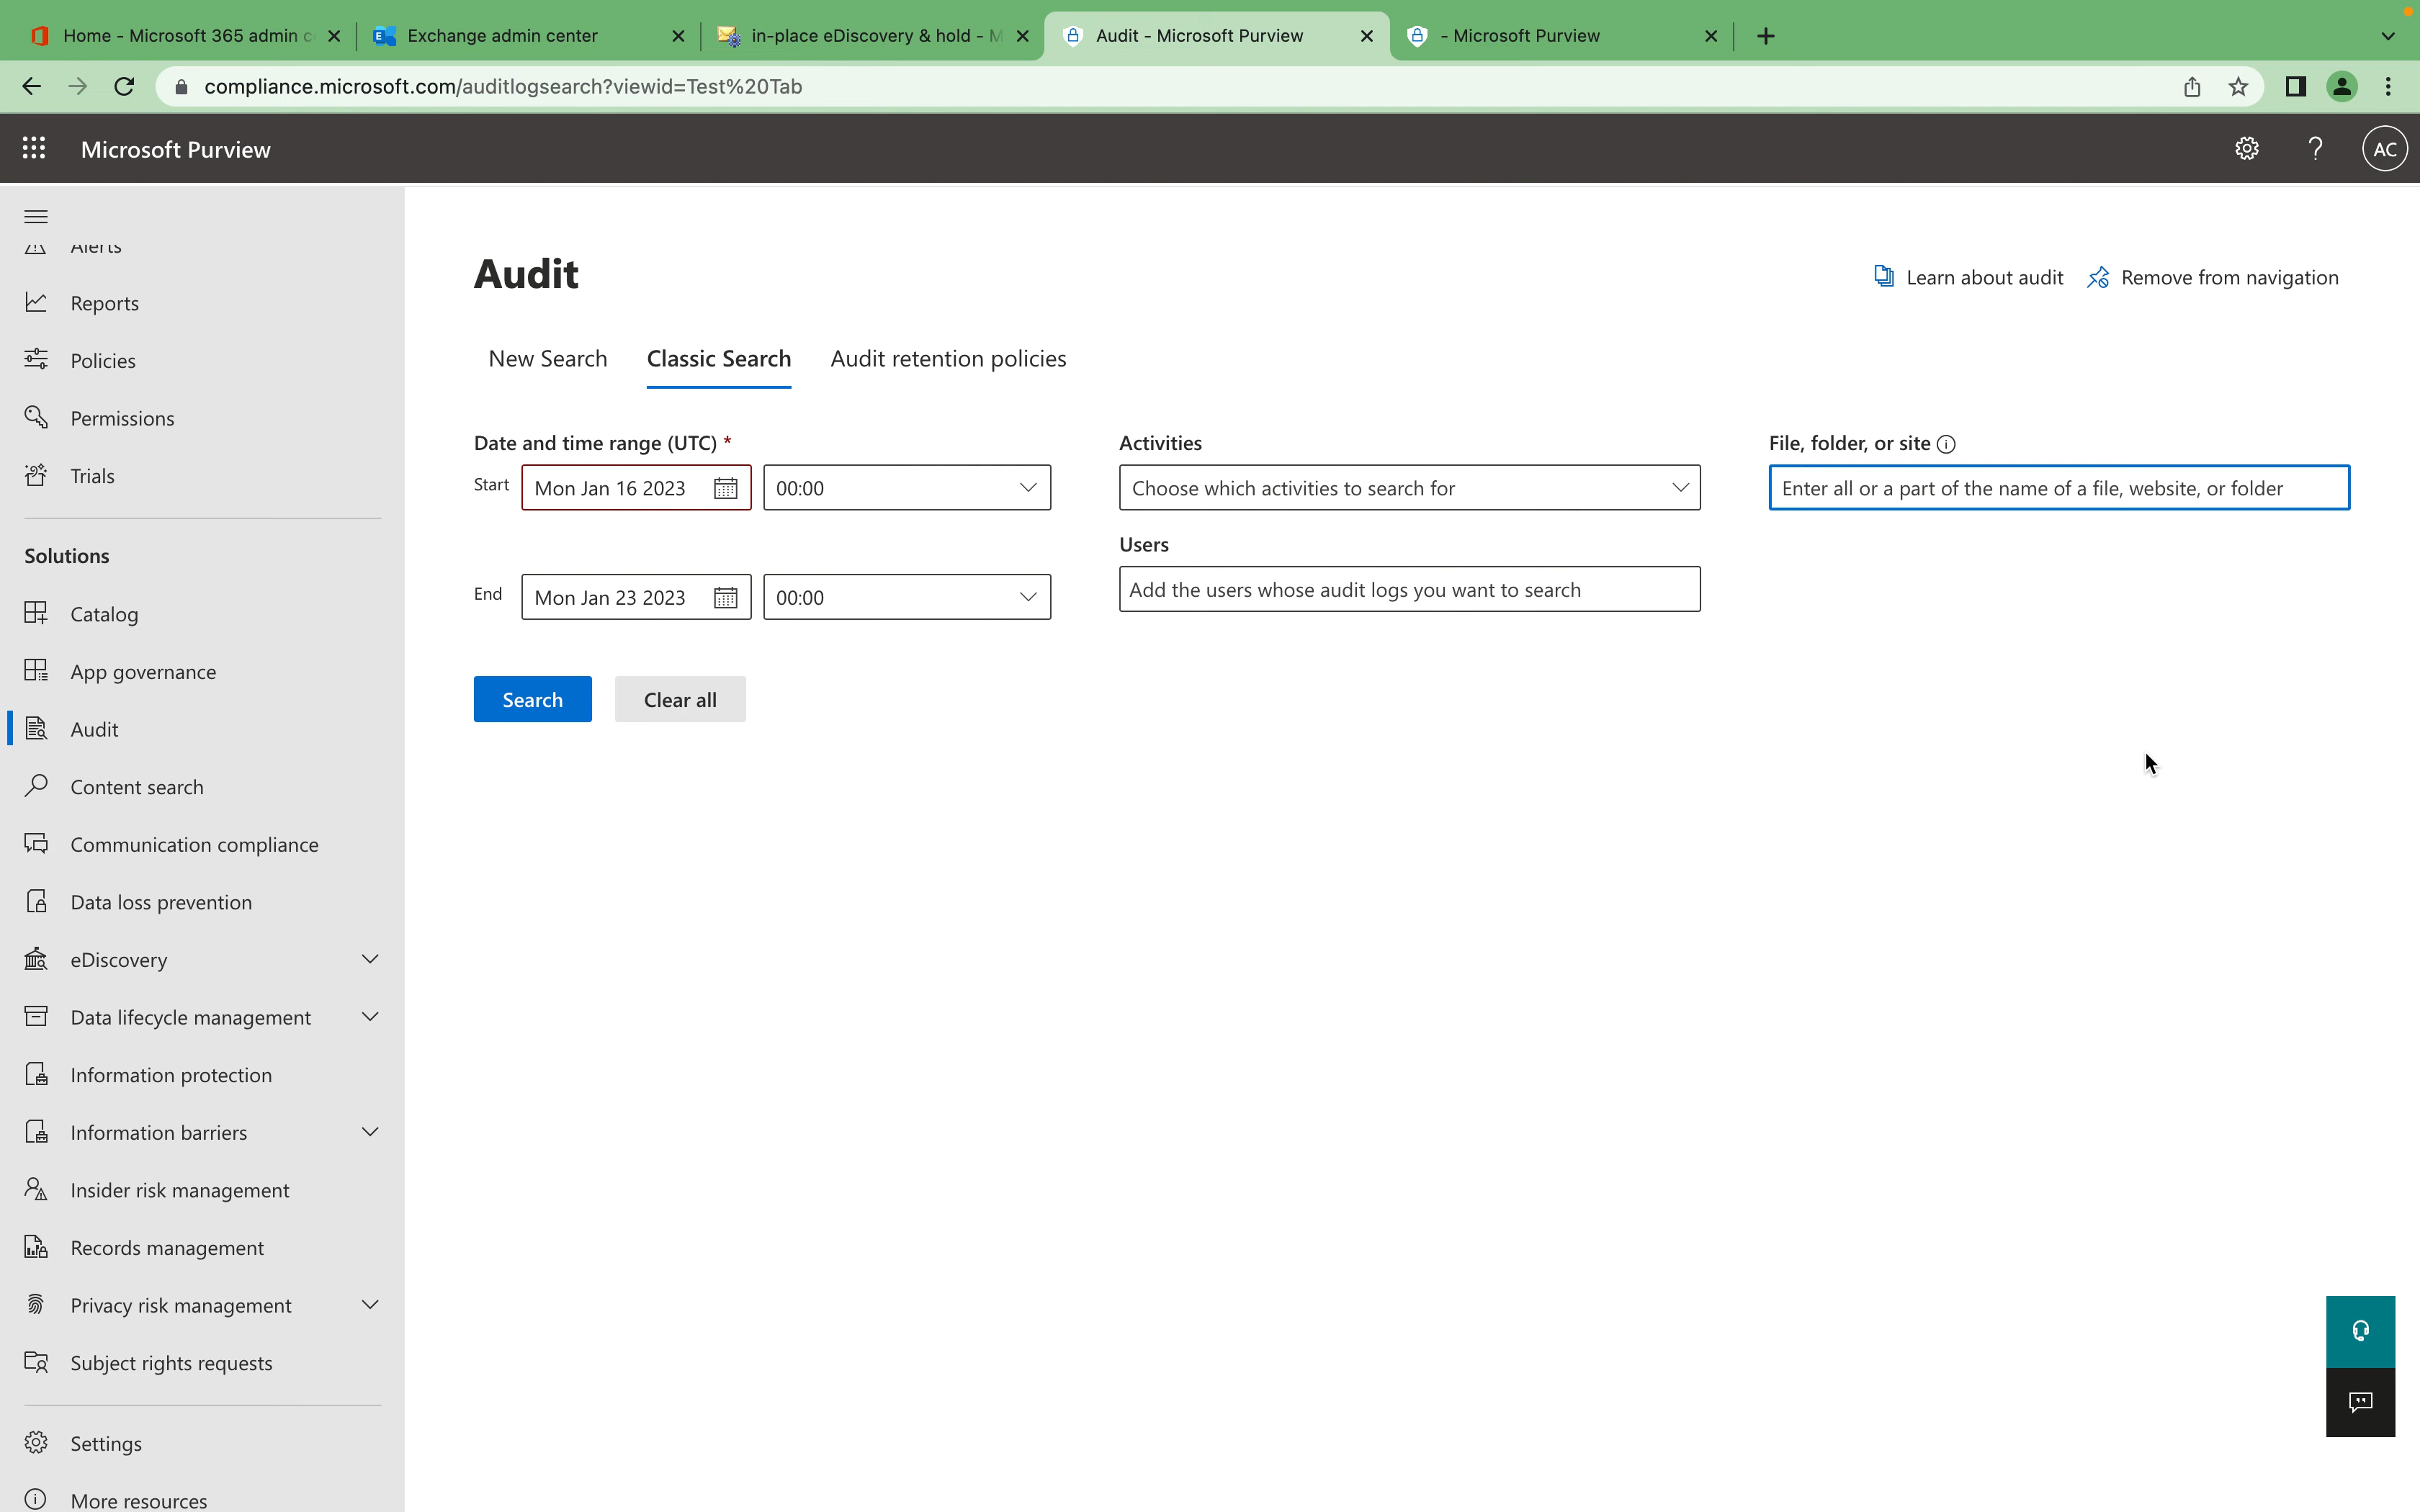 Home - Microsoft 365 admin c
Exchange admin center
in-place eDiscovery & hold - M
Audit - Microsoft Purview
- Microsoft Purview
compliance.microsoft.com/auditlogsearch?viewid=Test%20Tab
Microsoft Purview
AC
Alerts
Reports
Policies
Permissions
Trials
Solutions
Catalog
App governance
Audit
Content search
Communication compliance
Data loss prevention
eDiscovery
Data lifecycle management
Information protection
Information barriers
Insider risk management
Records management
Privacy risk management
Subject rights requests
Settings
More resources
Audit
Learn about audit
Remove from navigation
New Search
Classic Search
Audit retention policies
Date and time range (UTC) *
Start
Mon Jan 16 2023
00:00
End
Mon Jan 23 2023
00:00
Activities
Choose which activities to search for
Users
Add the users whose audit logs you want to search
File, folder, or site
Enter all or a part of the name of a file, website, or folder
Search
Clear all